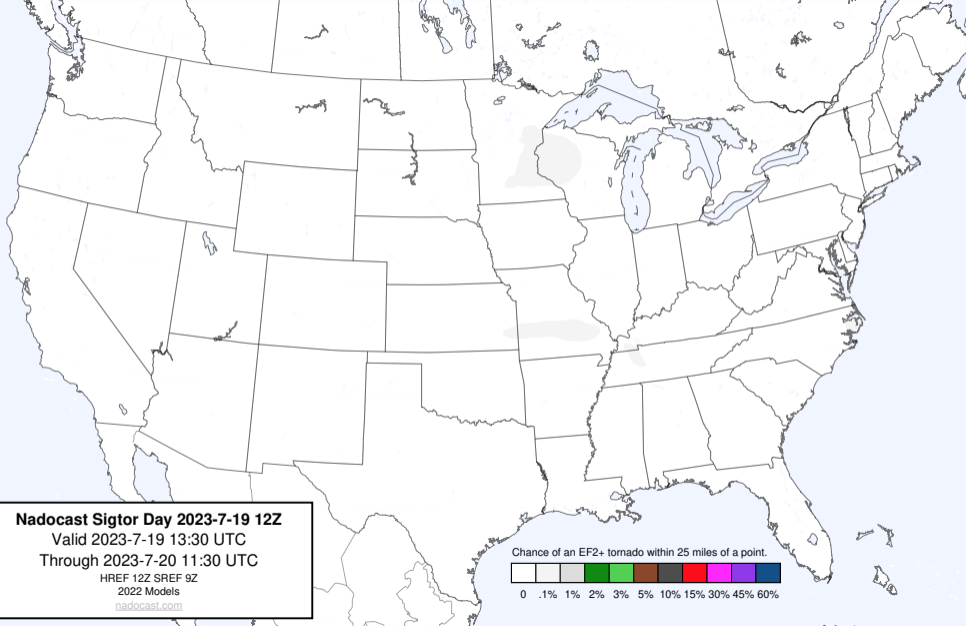 Nadocast Sigtor Day 2023-7-19 12Z
Valid 2023-7-19 13:30 UTC
Through 2023-7-20 11:30 UTC
HREF 12Z SREF 9Z
2022 Models
nadocast.com
Chance of an EF2+ tornado within 25 miles of a point.
0 .1% 1% 2% 3% 5% 10% 15% 30% 45% 60%